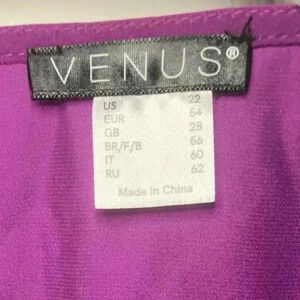 VENUS®
US 22
EUR 54
GB 28
BR/F/B 56
IT 60
RU 62
Made in China